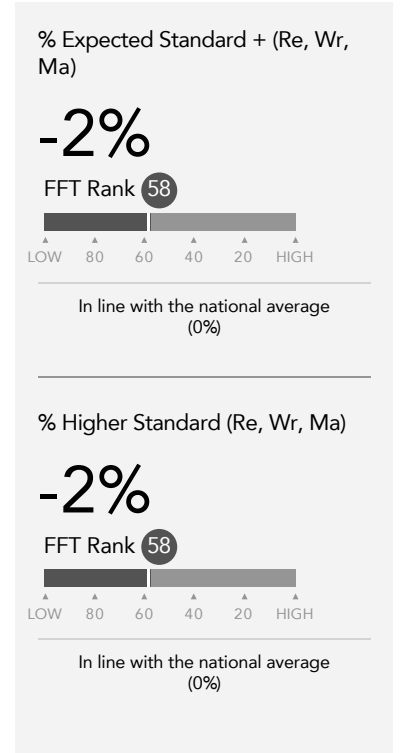 % Expected Standard + (Re, Wr,
Ma)
-2%
FFT Rank 58
LOW 80 60 40 20 HIGH
In line with the national average
(0%)
% Higher Standard (Re, Wr, Ma)
-2%
FFT Rank 58
LOW 80 60 40 20 HIGH
In line with the national average
(0%)